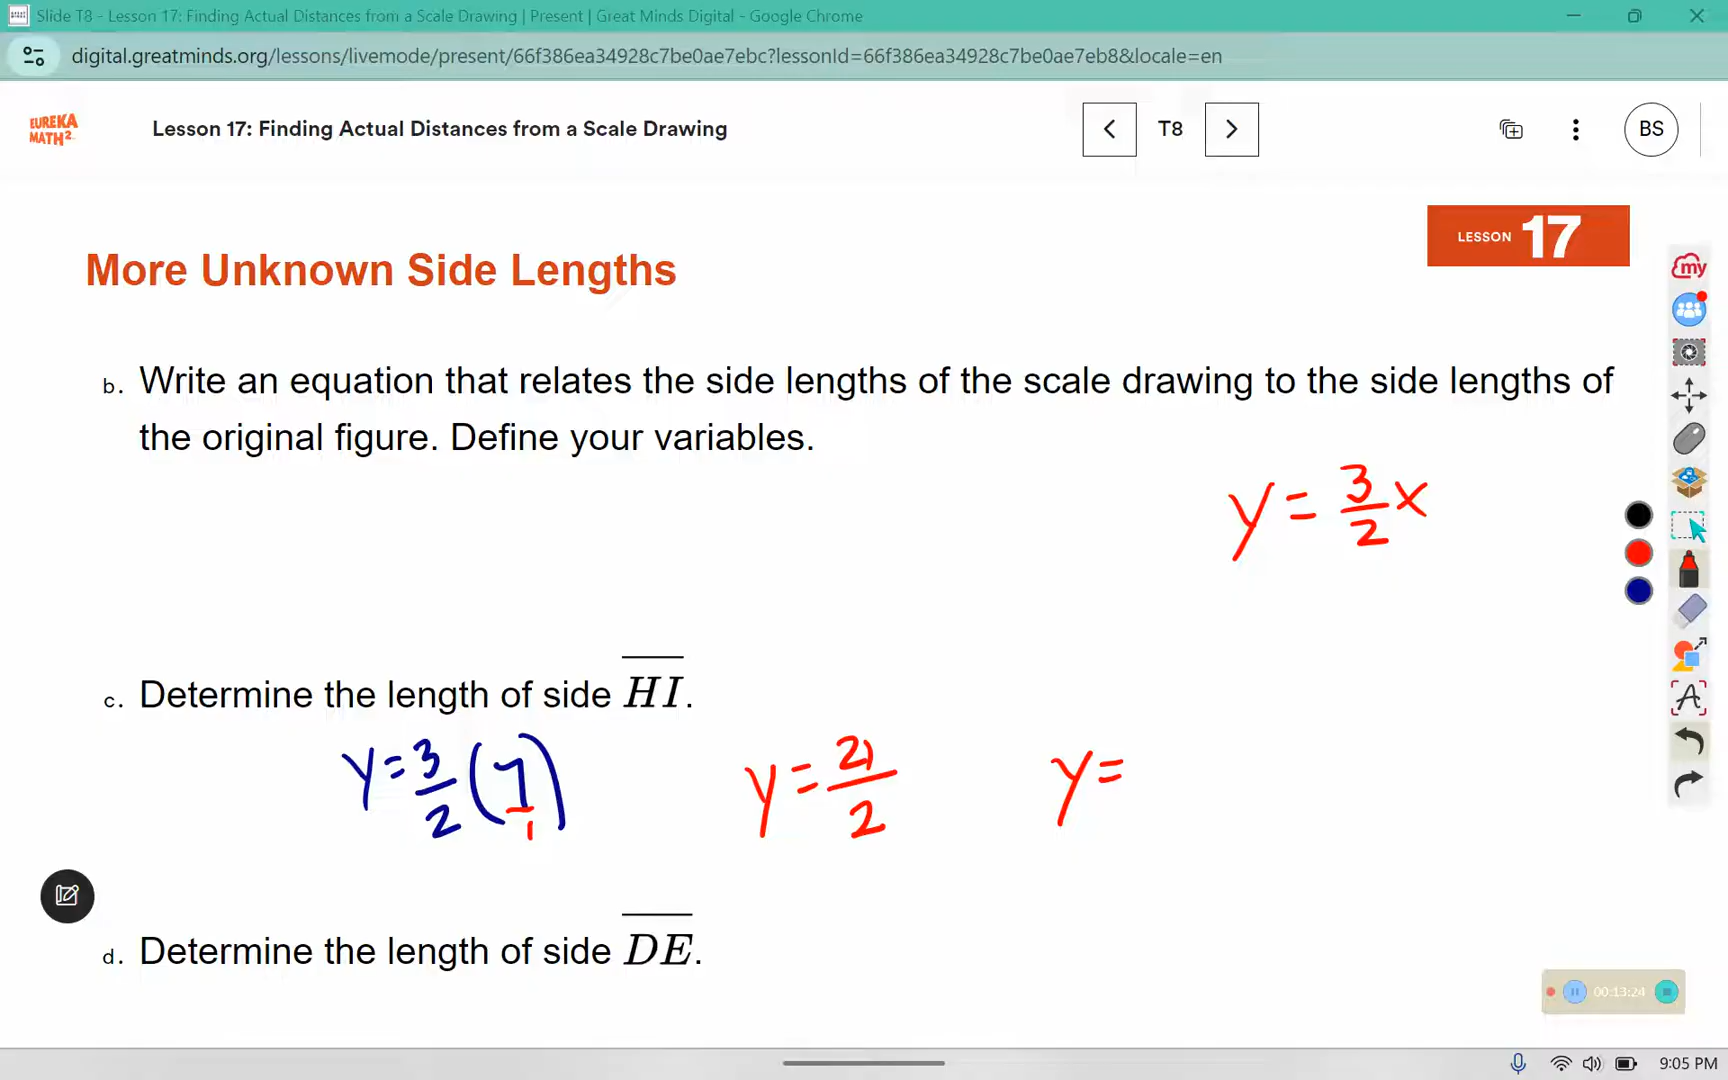 Slide T8 - Lesson 17: Finding Actual Distances from a Scale Drawing | Present | Great Minds Digital - Google Chrome
digital.greatminds.org/lessons/livemode/present/66f386ea34928c7be0ae7ebc?lessonId=66f386ea34928c7be0ae7eb8&locale=en
EUREKA
MATH²
Lesson 17: Finding Actual Distances from a Scale Drawing
T8
BS
LESSON 17
my
More Unknown Side Lengths
b. Write an equation that relates the side lengths of the scale drawing to the side lengths of
the original figure. Define your variables.
y = 3/2 x
c. Determine the length of side HI.
y = 3/2 (7/1) y = 21/2 y =
d. Determine the length of side DE.
A
00:13:24
9:05 PM